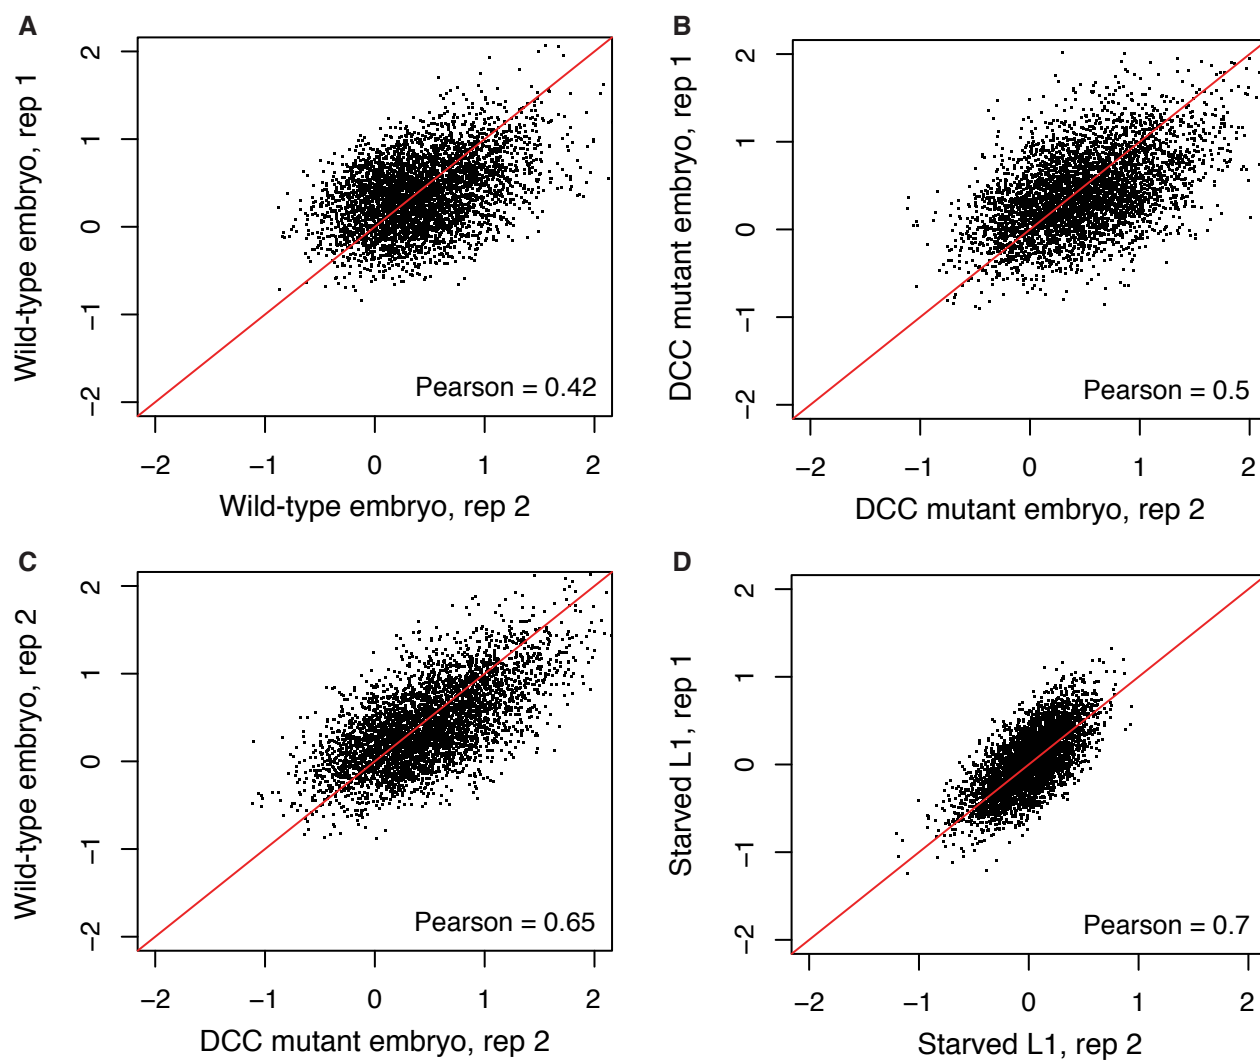 A
Wild-type embryo, rep 1
2
1
0
−1
−2
Pearson = 0.42
−2 −1 0 1 2
Wild-type embryo, rep 2
B
DCC mutant embryo, rep 1
2
1
0
−1
−2
Pearson = 0.5
−2 −1 0 1 2
DCC mutant embryo, rep 2
C
Wild-type embryo, rep 2
2
1
0
−1
−2
Pearson = 0.65
−2 −1 0 1 2
DCC mutant embryo, rep 2
D
Starved L1, rep 1
2
1
0
−1
−2
Pearson = 0.7
−2 −1 0 1 2
Starved L1, rep 2